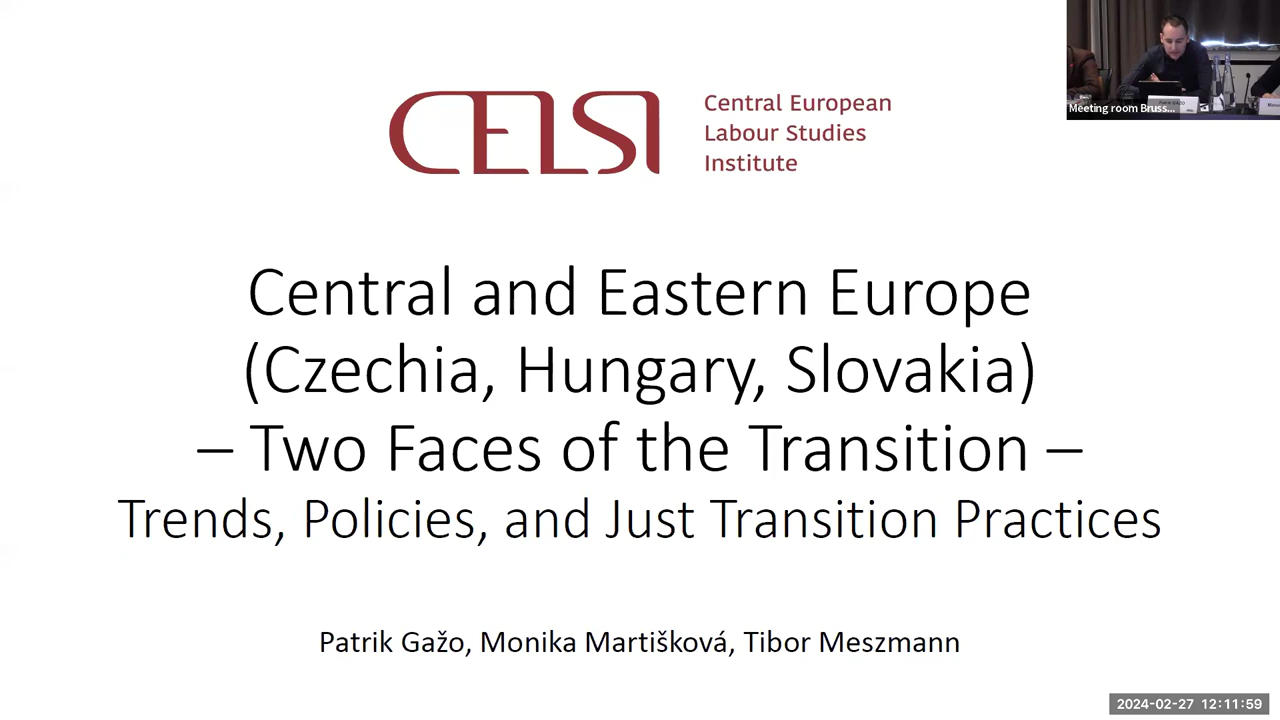 CELSI
Central European
Labour Studies
Institute
Meeting room Bruss...
Central and Eastern Europe
(Czechia, Hungary, Slovakia)
– Two Faces of the Transition –
Trends, Policies, and Just Transition Practices
Patrik Gažo, Monika Martišková, Tibor Meszmann
2024-02-27 12:11:59